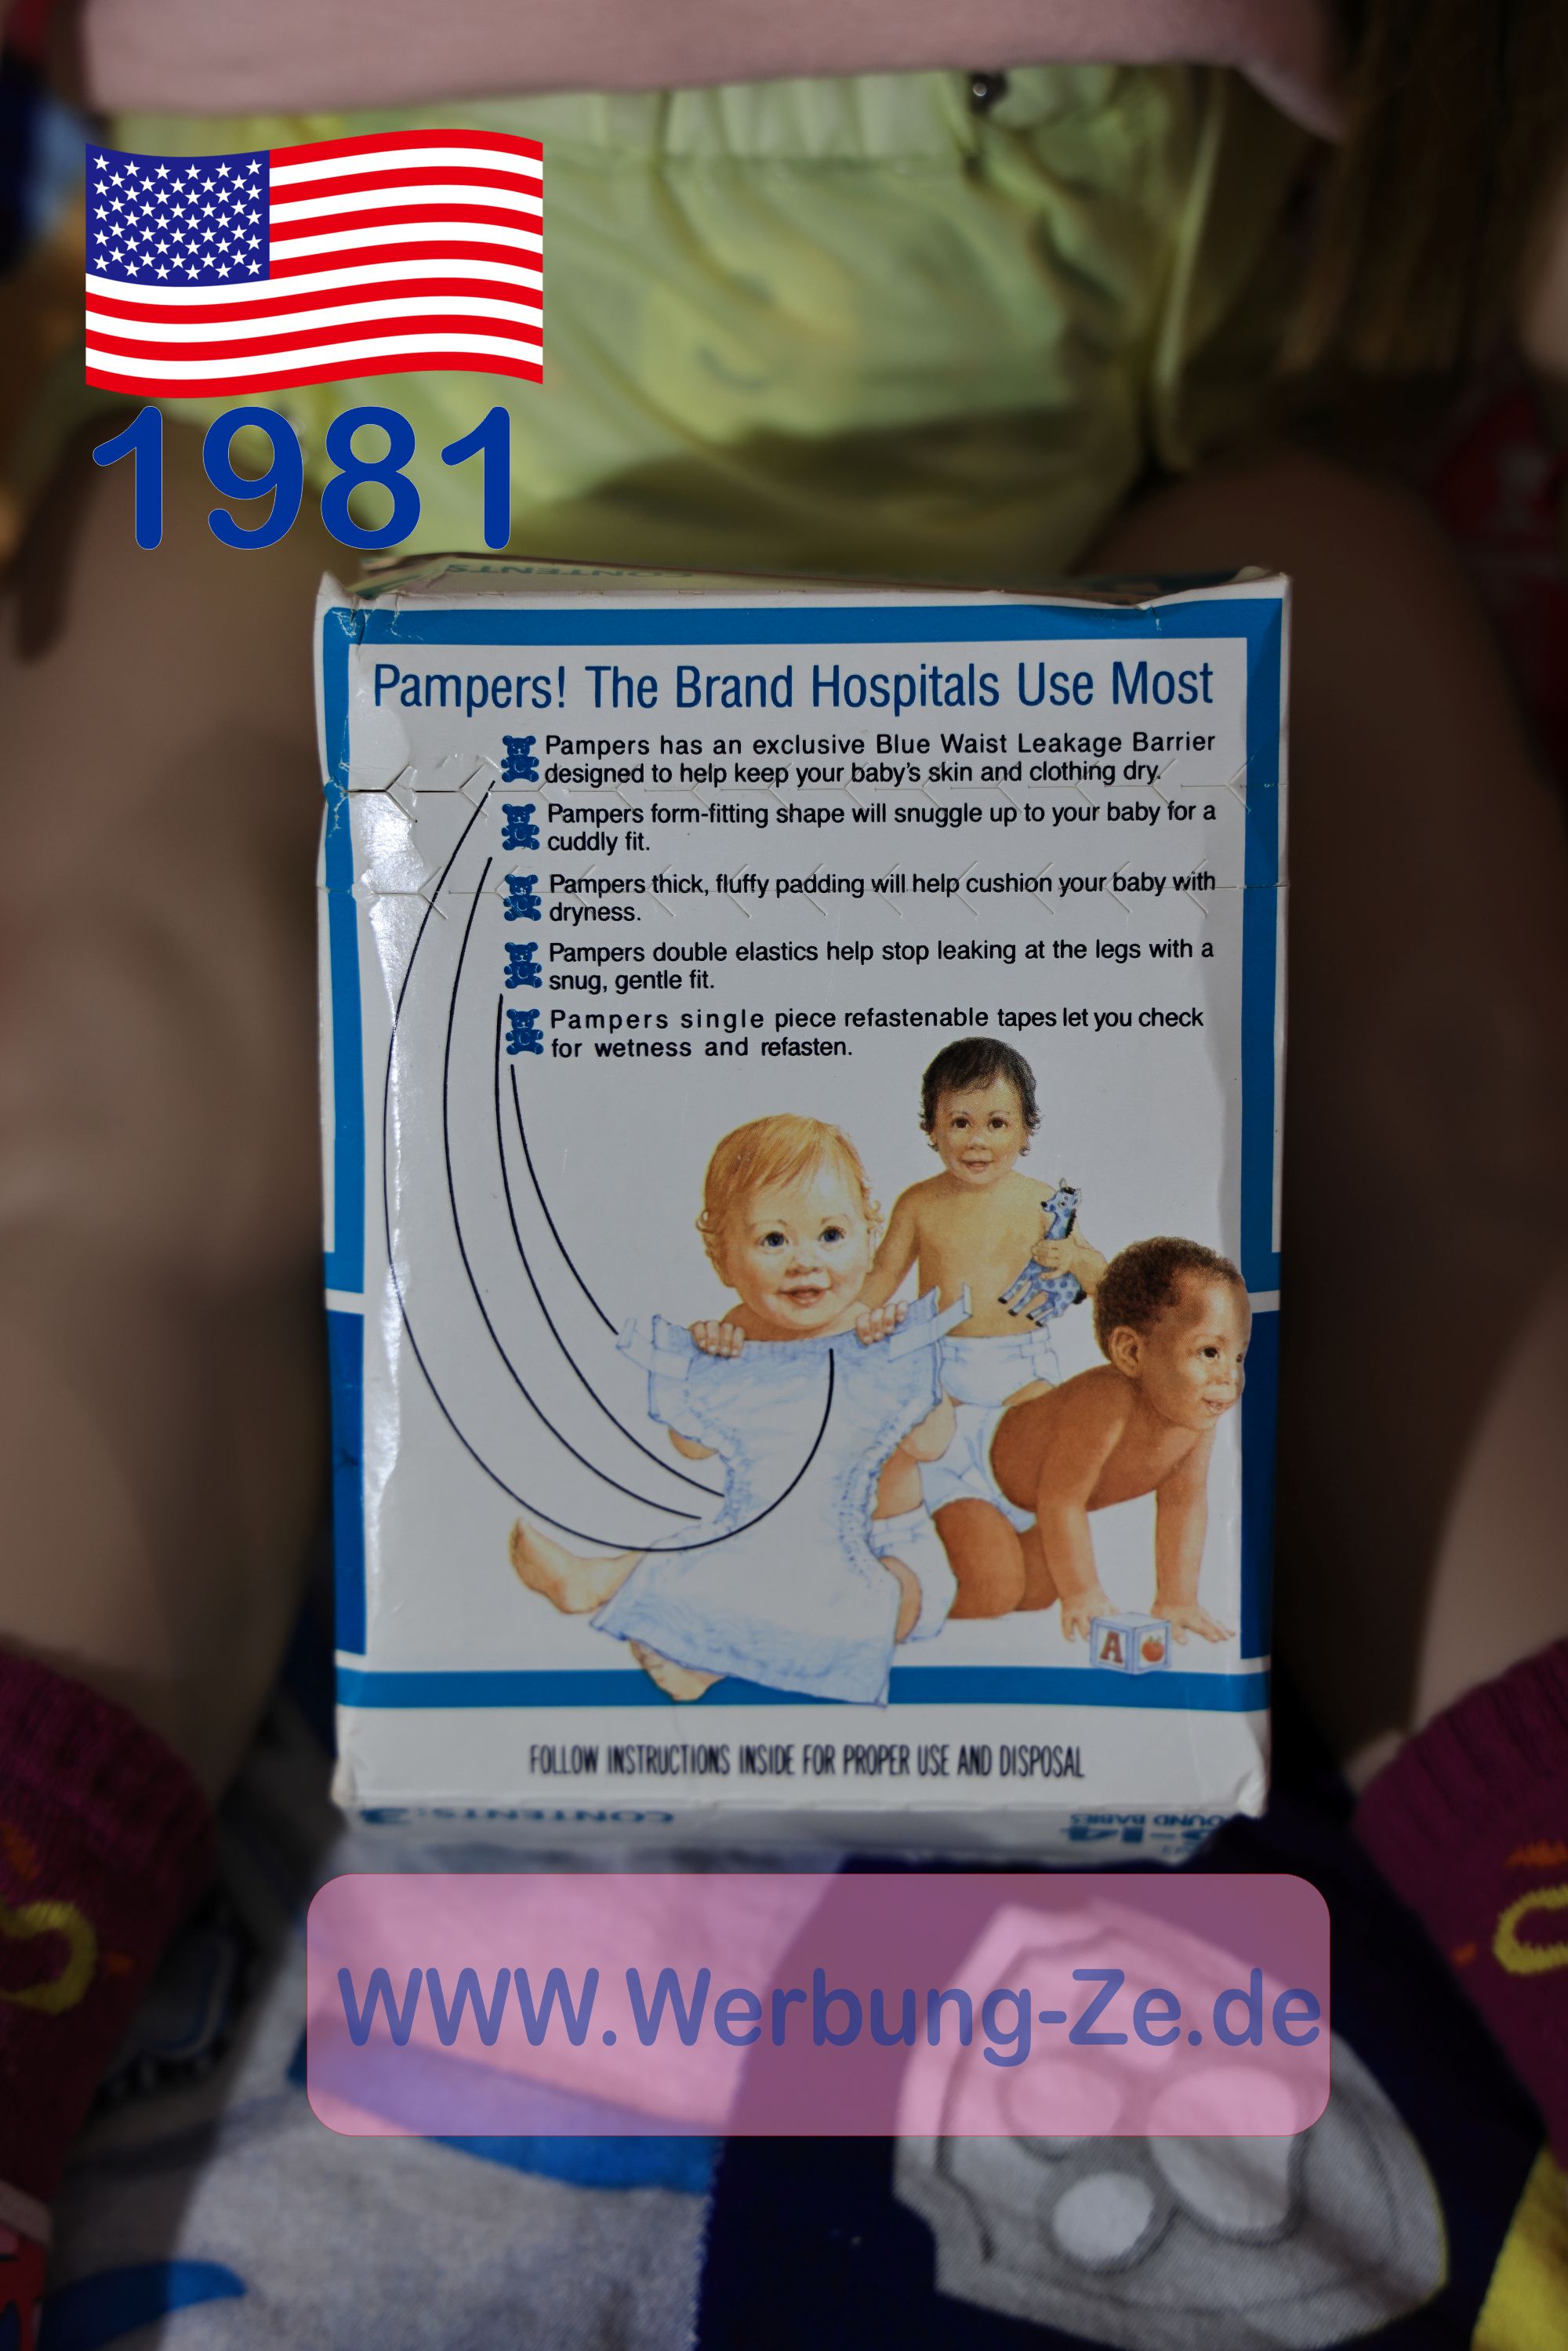 1981
CONTENTS
Pampers! The Brand Hospitals Use Most
Pampers has an exclusive Blue Waist Leakage Barrier
designed to help keep your baby's skin and clothing dry.
Pampers form-fitting shape will snuggle up to your baby for a
cuddly fit.
Pampers thick, fluffy padding will help cushion your baby with
dryness.
Pampers double elastics help stop leaking at the legs with a
snug, gentle fit.
Pampers single piece refastenable tapes let you check
for wetness and refasten.
A
FOLLOW INSTRUCTIONS INSIDE FOR PROPER USE AND DISPOSAL
CONTENTS:
BABIES
WWW.Werbung-Ze.de